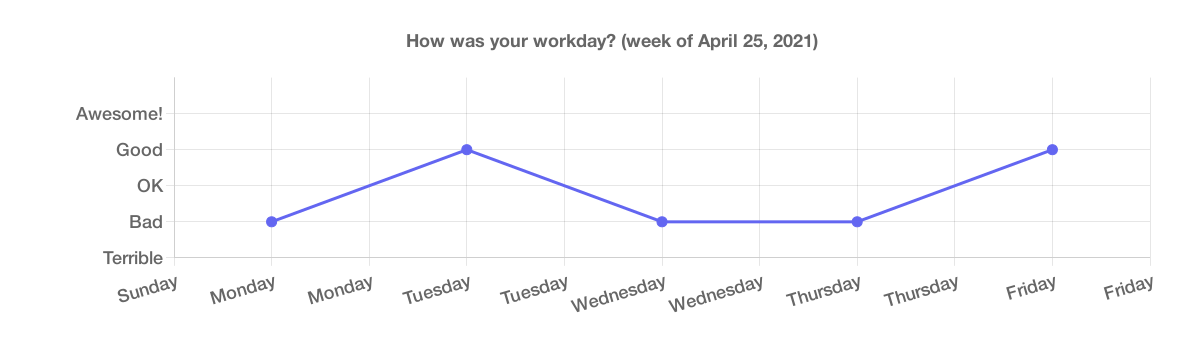 How was your workday? (week of April 25, 2021)
Awesome!
Good
OK
Bad
Terrible
Sunday
Monday
Monday
Tuesday
Tuesday
Wednesday
Wednesday
Thursday
Thursday
Friday
Friday